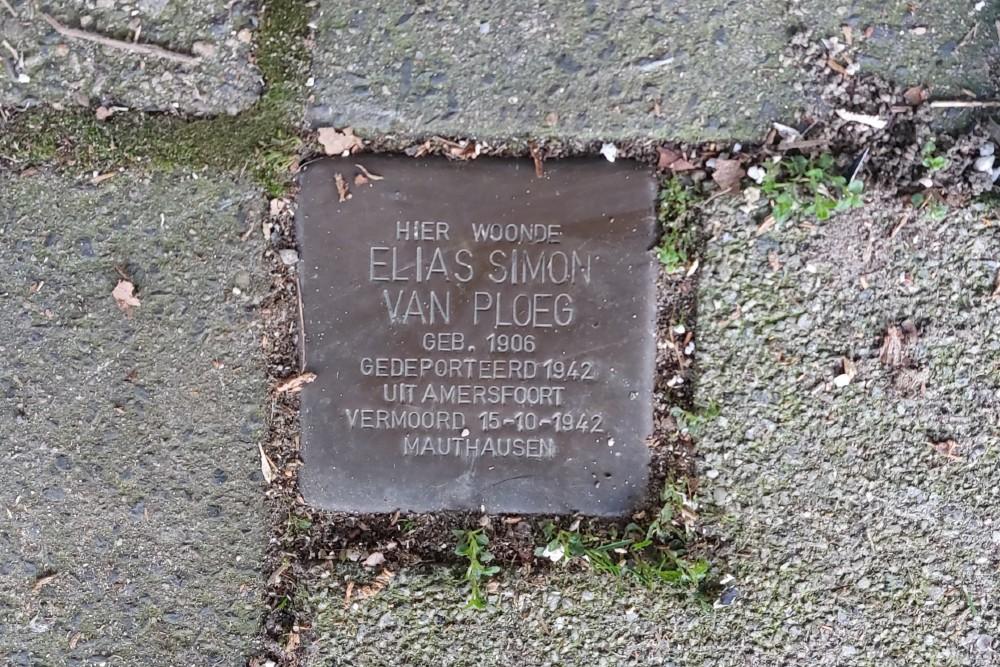 HIER WOONDE
ELIAS SIMON
VAN PLOEG
GEB. 1906
GEDEPORTEERD 1942
UIT AMERSFOORT
VERMOORD 15-10-1942
MAUTHAUSEN